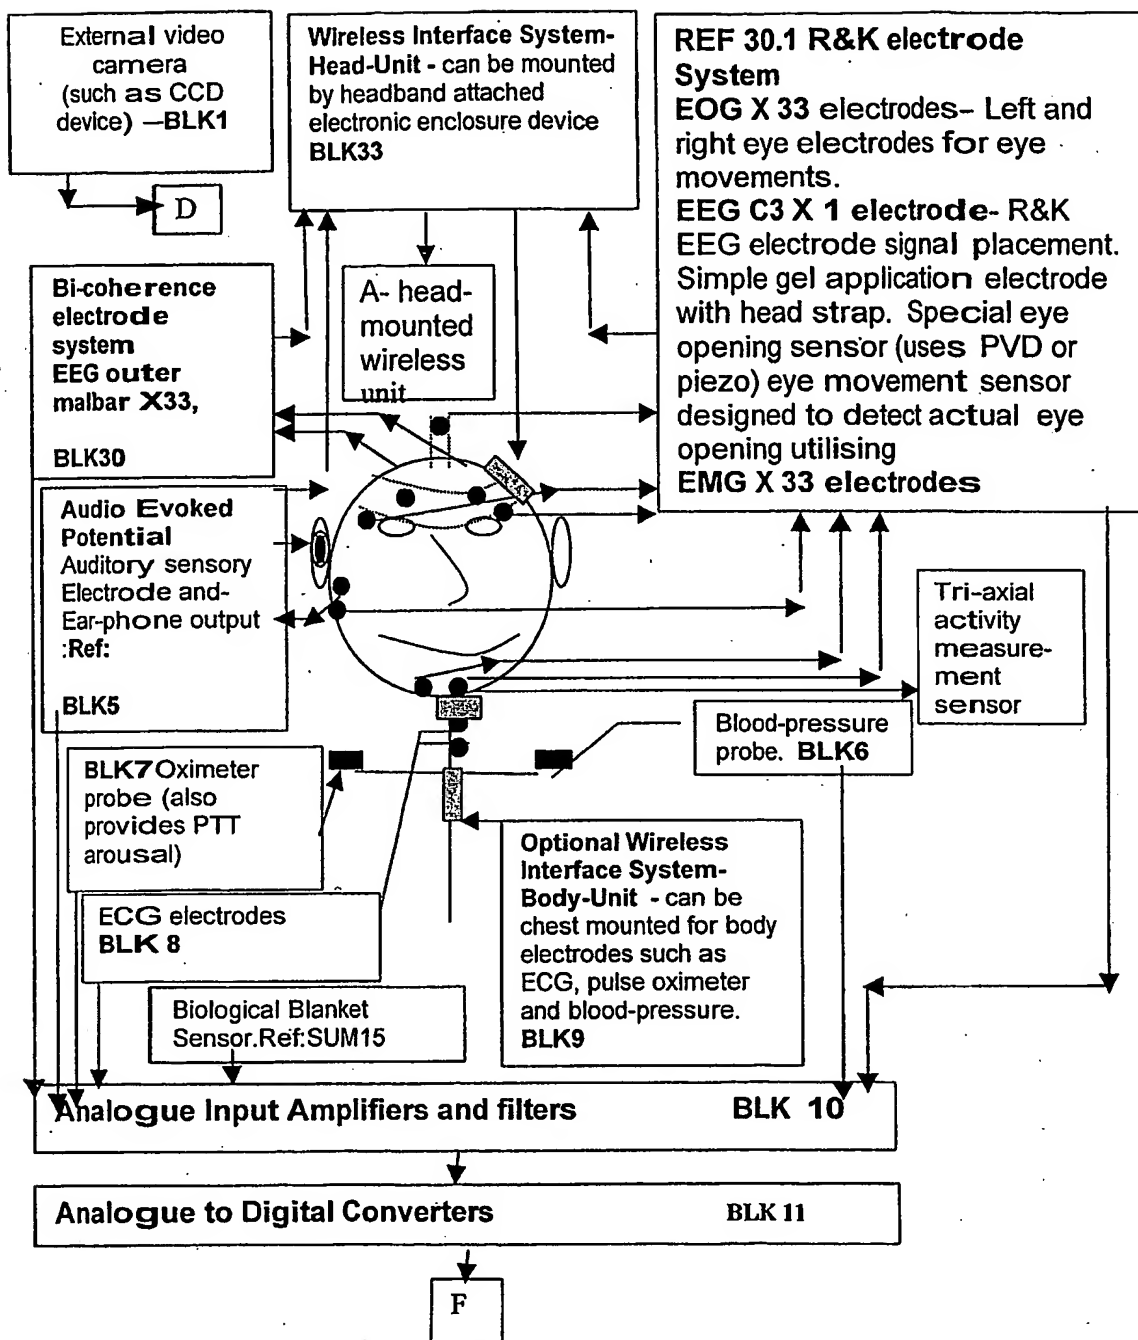 External video
camera
(such as CCD
device) —BLK1
D
Wireless Interface System-
Head-Unit - can be mounted
by headband attached
electronic enclosure device
BLK33
REF 30.1 R&K electrode
System
EOG X 33 electrodes– Left and
right eye electrodes for eye
movements.
EEG C3 X 1 electrode- R&K
EEG electrode signal placement.
Simple gel application electrode
with head strap. Special eye
opening sensor (uses PVD or
piezo) eye movement sensor
designed to detect actual eye
opening utilising
EMG X 33 electrodes
Bi-coherence
electrode
system
EEG outer
malbar X33,
BLK30
A- head-
mounted
wireless
unit
Audio Evoked
Potential
Auditory sensory
Electrode and-
Ear-phone output
:Ref:
BLK5
Tri-axial
activity
measure-
ment
sensor
Blood-pressure
probe. BLK6
BLK7 Oximeter
probe (also
provides PTT
arousal)
ECG electrodes
BLK 8
Optional Wireless
Interface System-
Body-Unit - can be
chest mounted for body
electrodes such as
ECG, pulse oximeter
and blood-pressure.
BLK9
Biological Blanket
Sensor.Ref:SUM15
Analogue Input Amplifiers and filters BLK 10
Analogue to Digital Converters BLK 11
F